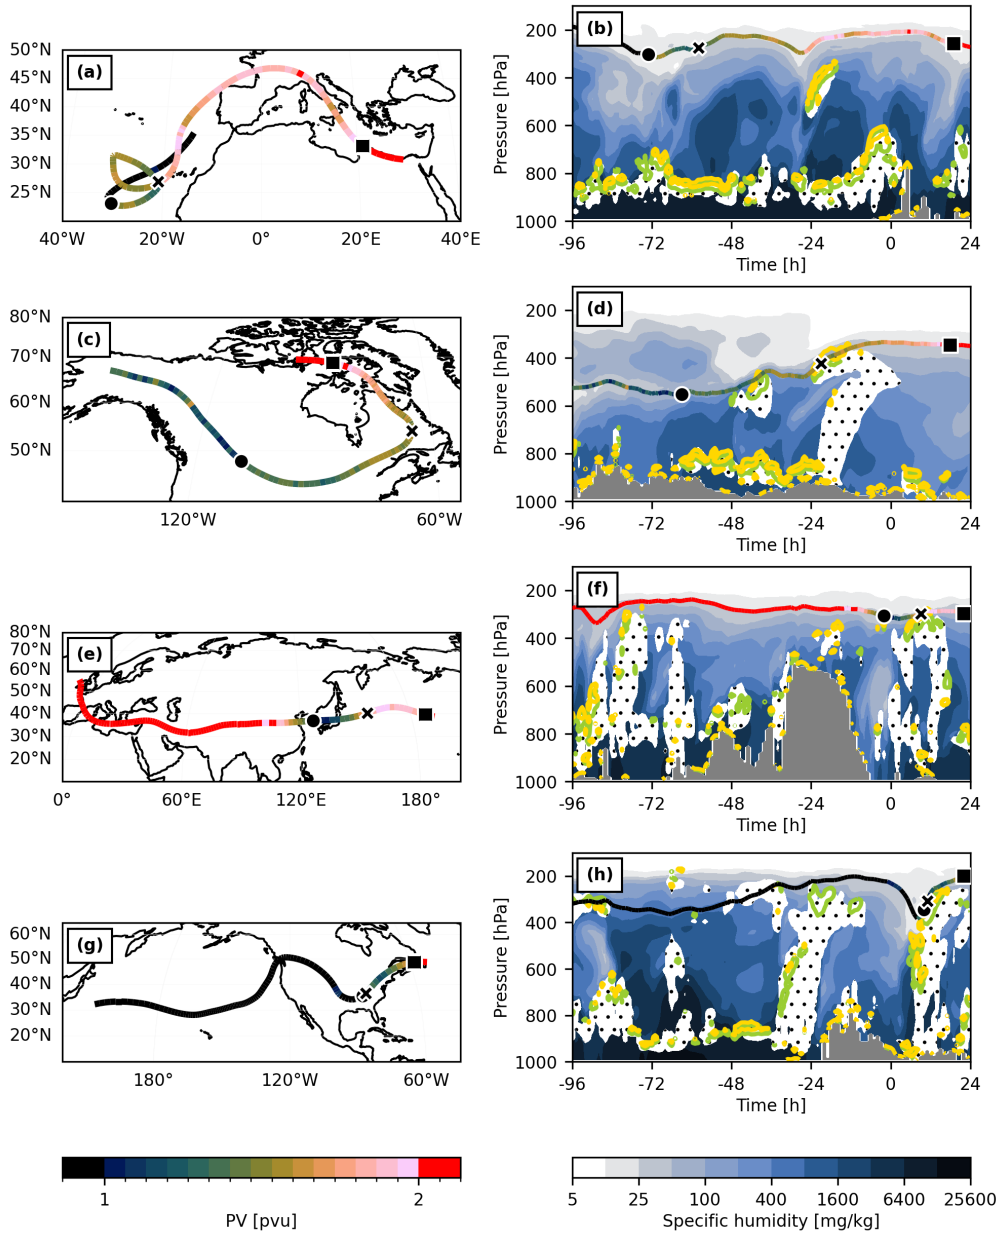 (a)
50°N
45°N
40°N
35°N
30°N
25°N
40°W 20°W 0° 20°E 40°E
(b)
Pressure [hPa]
200
400
600
800
1000
-96 -72 -48 -24 0 24
Time [h]
(c)
80°N
70°N
60°N
50°N
120°W 60°W
(d)
Pressure [hPa]
200
400
600
800
1000
-96 -72 -48 -24 0 24
Time [h]
(e)
80°N
70°N
60°N
50°N
40°N
30°N
20°N
0° 60°E 120°E 180°
(f)
Pressure [hPa]
200
400
600
800
1000
-96 -72 -48 -24 0 24
Time [h]
(g)
60°N
50°N
40°N
30°N
20°N
180° 120°W 60°W
(h)
Pressure [hPa]
200
400
600
800
1000
-96 -72 -48 -24 0 24
Time [h]
1 2
PV [pvu]
5 25 100 400 1600 6400 25600
Specific humidity [mg/kg]